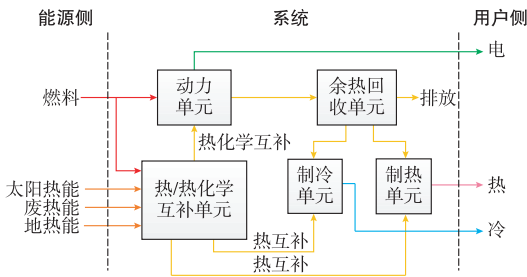 能源侧 系统 用户侧
电
动力
单元
余热回
收单元
燃料
排放
热化学互补
太阳热能
废热能
地热能
热/热化学
互补单元
制冷
单元
制热
单元
热
冷
热互补
热互补